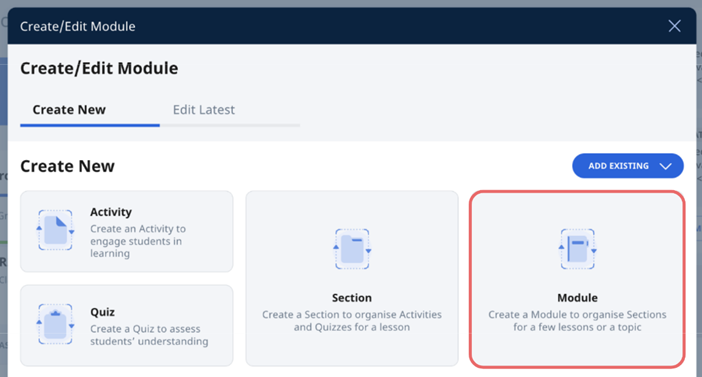 Create/Edit Module
Create/Edit Module
Create New
Edit Latest
Create New
ADD EXISTING
Activity
Create an Activity to
engage students in
learning
Quiz
Create a Quiz to assess
students' understanding
Section
Create a Section to organise Activities
and Quizzes for a lesson
Module
Create a Module to organise Sections
for a few lessons or a topic